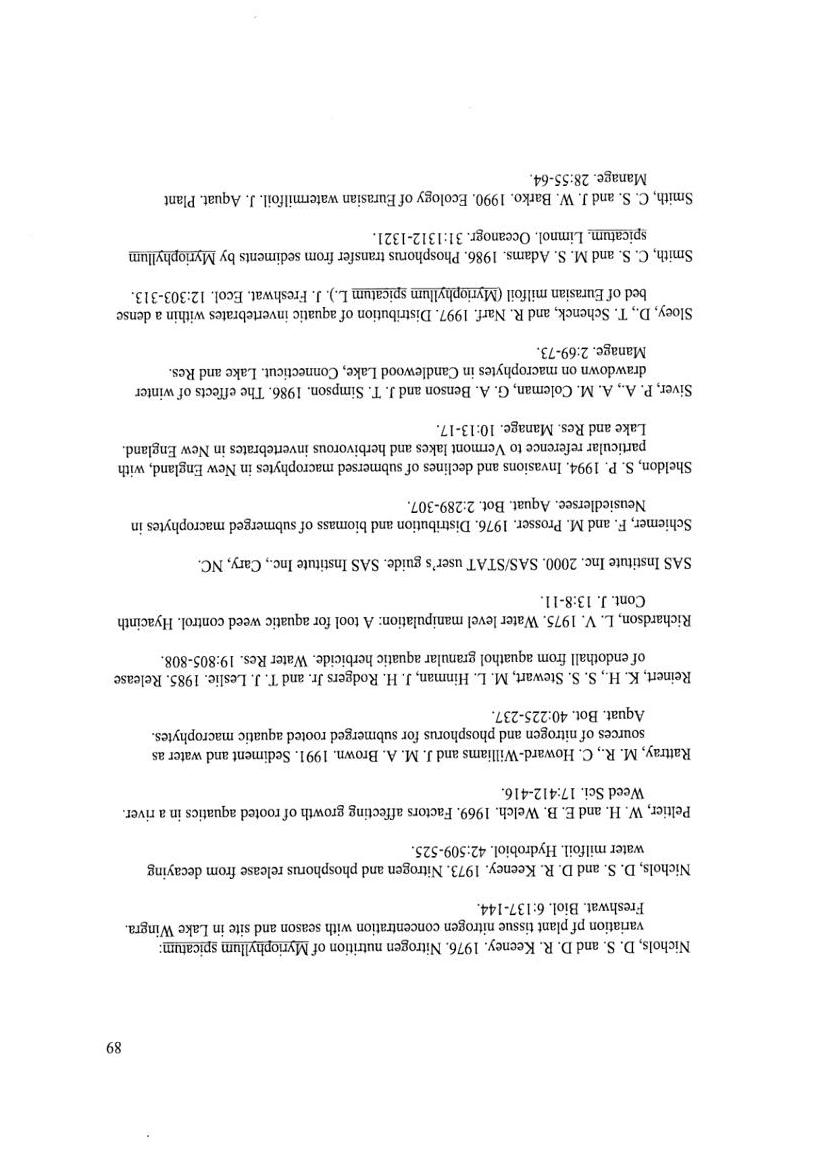 89
Nichols, D. S. and D. R. Keeney. 1976. Nitrogen nutrition of Myriophyllum spicatum:
variation pf plant tissue nitrogen concentration with season and site in Lake Wingra.
Freshwat. Biol. 6:137-144.
Nichols, D. S. and D. R. Keeney. 1973. Nitrogen and phosphorus release from decaying
water milfoil. Hydrobiol. 42:509-525.
Peltier, W. H. and E. B. Welch. 1969. Factors affecting growth of rooted aquatics in a river.
Weed Sci. 17:412-416.
Rattray, M. R., C. Howard-Williams and J. M. A. Brown. 1991. Sediment and water as
sources of nitrogen and phosphorus for submerged rooted aquatic macrophytes.
Aquat. Bot. 40:225-237.
Reinert, K. H., S. S. Stewart, M. L. Hinman, J. H. Rodgers Jr. and T. J. Leslie. 1985. Release
of endothall from aquathol granular aquatic herbicide. Water Res. 19:805-808.
Richardson, L. V. 1975. Water level manipulation: A tool for aquatic weed control. Hyacinth
Cont. J. 13:8-11.
SAS Institute Inc. 2000. SAS/STAT user's guide. SAS Institute Inc., Cary, NC.
Schiemer, F. and M. Prosser. 1976. Distribution and biomass of submerged macrophytes in
Neusiedlersee. Aquat. Bot. 2:289-307.
Sheldon, S. P. 1994. Invasions and declines of submersed macrophytes in New England, with
particular reference to Vermont lakes and herbivorous invertebrates in New England.
Lake and Res. Manage. 10:13-17.
Siver, P. A., A. M. Coleman, G. A. Benson and J. T. Simpson. 1986. The effects of winter
drawdown on macrophytes in Candlewood Lake, Connecticut. Lake and Res.
Manage. 2:69-73.
Sloey, D., T. Schenck, and R. Narf. 1997. Distribution of aquatic invertebrates within a dense
bed of Eurasian milfoil (Myriophyllum spicatum L.). J. Freshwat. Ecol. 12:303-313.
Smith, C. S. and M. S. Adams. 1986. Phosphorus transfer from sediments by Myriophyllum
spicatum. Limnol. Oceanogr. 31:1312-1321.
Smith, C. S. and J. W. Barko. 1990. Ecology of Eurasian watermilfoil. J. Aquat. Plant
Manage. 28:55-64.